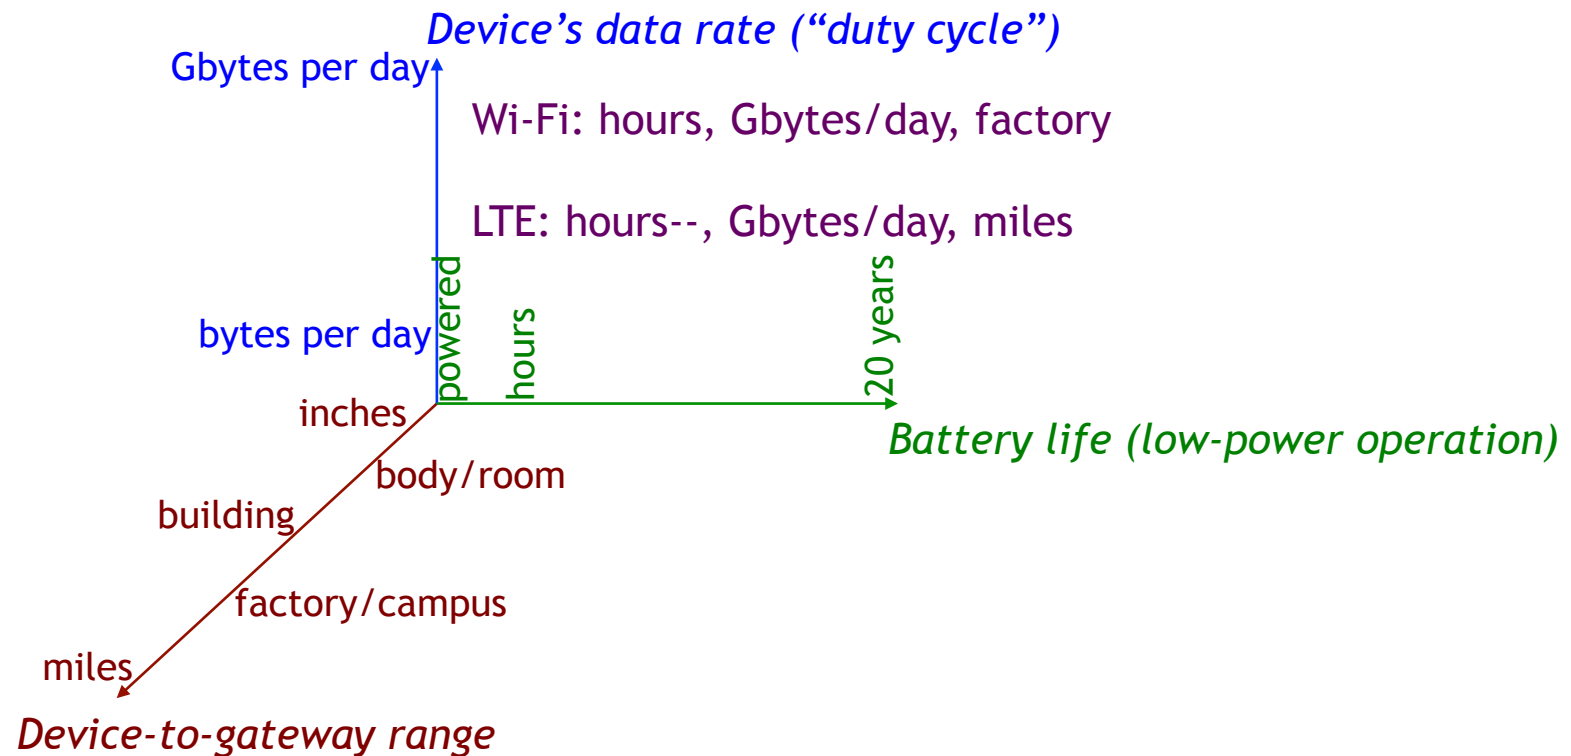 Device’s data rate (“duty cycle”)
Gbytes per day
Wi-Fi: hours, Gbytes/day, factory
LTE: hours--, Gbytes/day, miles
powered
hours
20 years
bytes per day
inches
Battery life (low-power operation)
body/room
building
factory/campus
miles
Device-to-gateway range